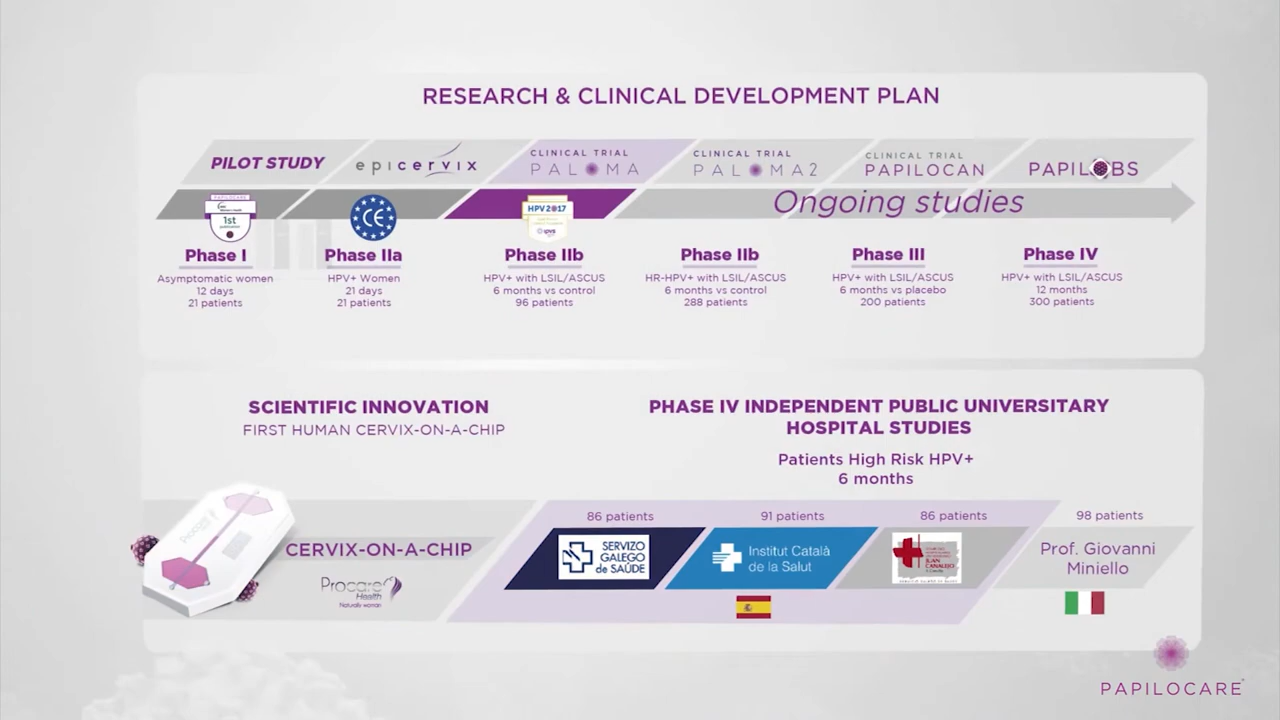 RESEARCH & CLINICAL DEVELOPMENT PLAN
PILOT STUDY
epicervix
CLINICAL TRIAL
PALOMA
CLINICAL TRIAL
PALOMA2
CLINICAL TRIAL
PAPILOCAN
PAPILOBS
1st
CE
HPV2017
Ongoing studies
Phase I
Asymptomatic women
12 days
21 patients
Phase IIa
HPV+ Women
21 days
21 patients
Phase IIb
HPV+ with LSIL/ASCUS
6 months vs control
96 patients
Phase IIb
HR-HPV+ with LSIL/ASCUS
6 months vs control
288 patients
Phase III
HPV+ with LSIL/ASCUS
6 months vs placebo
200 patients
Phase IV
HPV+ with LSIL/ASCUS
12 months
300 patients
SCIENTIFIC INNOVATION
FIRST HUMAN CERVIX-ON-A-CHIP
CERVIX-ON-A-CHIP
Procare
Health
Naturally woman
PHASE IV INDEPENDENT PUBLIC UNIVERSITARY
HOSPITAL STUDIES
Patients High Risk HPV+
6 months
86 patients
SERVIZO
GALEGO
de SAÚDE
91 patients
Institut Català
de la Salut
86 patients
JUAN CANALEJO
98 patients
Prof. Giovanni
Miniello
PAPILOCARE